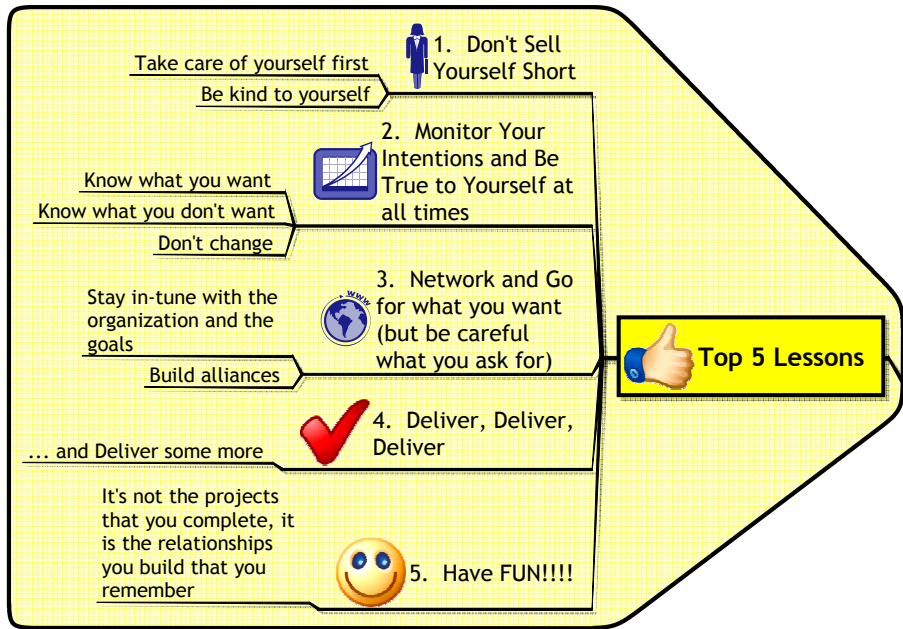 Top 5 Lessons
1. Don't Sell
Yourself Short
Take care of yourself first
Be kind to yourself
2. Monitor Your
Intentions and Be
True to Yourself at
all times
Know what you want
Know what you don't want
Don't change
3. Network and Go
for what you want
(but be careful
what you ask for)
www
Stay in-tune with the
organization and the
goals
Build alliances
4. Deliver, Deliver,
Deliver
... and Deliver some more
5. Have FUN!!!!
It's not the projects
that you complete, it
is the relationships
you build that you
remember